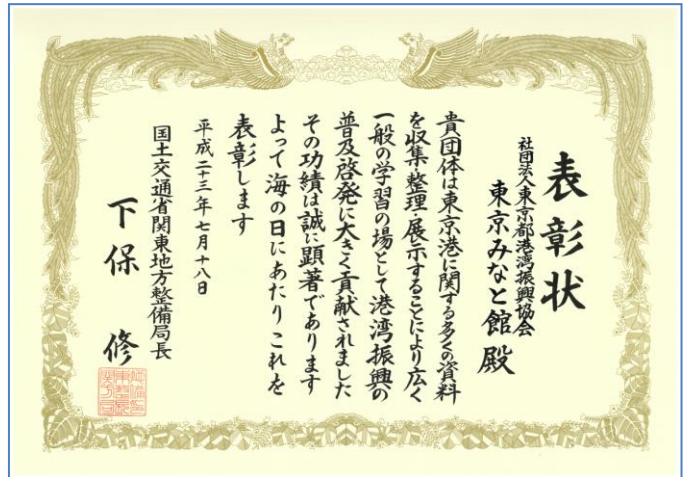 表彰状
社団法人東京都港湾振興協会
東京みなと館殿
貴団体は東京港に関する多くの資料
を収集・整理・展示することにより広く
一般の学習の場として港湾振興の
普及啓発に大きく貢献されました
その功績は誠に顕著であります
よって海の日にあたりこれを
表彰します
平成二十三年七月十八日
国土交通省関東地方整備局長
下保修